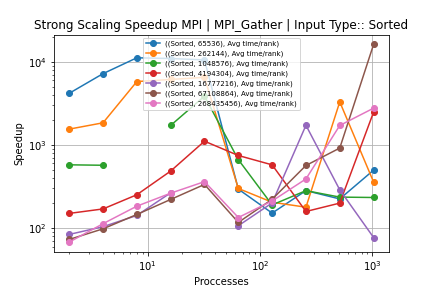 Strong Scaling Speedup MPI | MPI_Gather | Input Type:: Sorted
((Sorted, 65536), Avg time/rank)
((Sorted, 262144), Avg time/rank)
((Sorted, 1048576), Avg time/rank)
((Sorted, 4194304), Avg time/rank)
((Sorted, 16777216), Avg time/rank)
((Sorted, 67108864), Avg time/rank)
((Sorted, 268435456), Avg time/rank)
Speedup
10^4
10^3
10^2
10^1
10^2
10^3
Proccesses